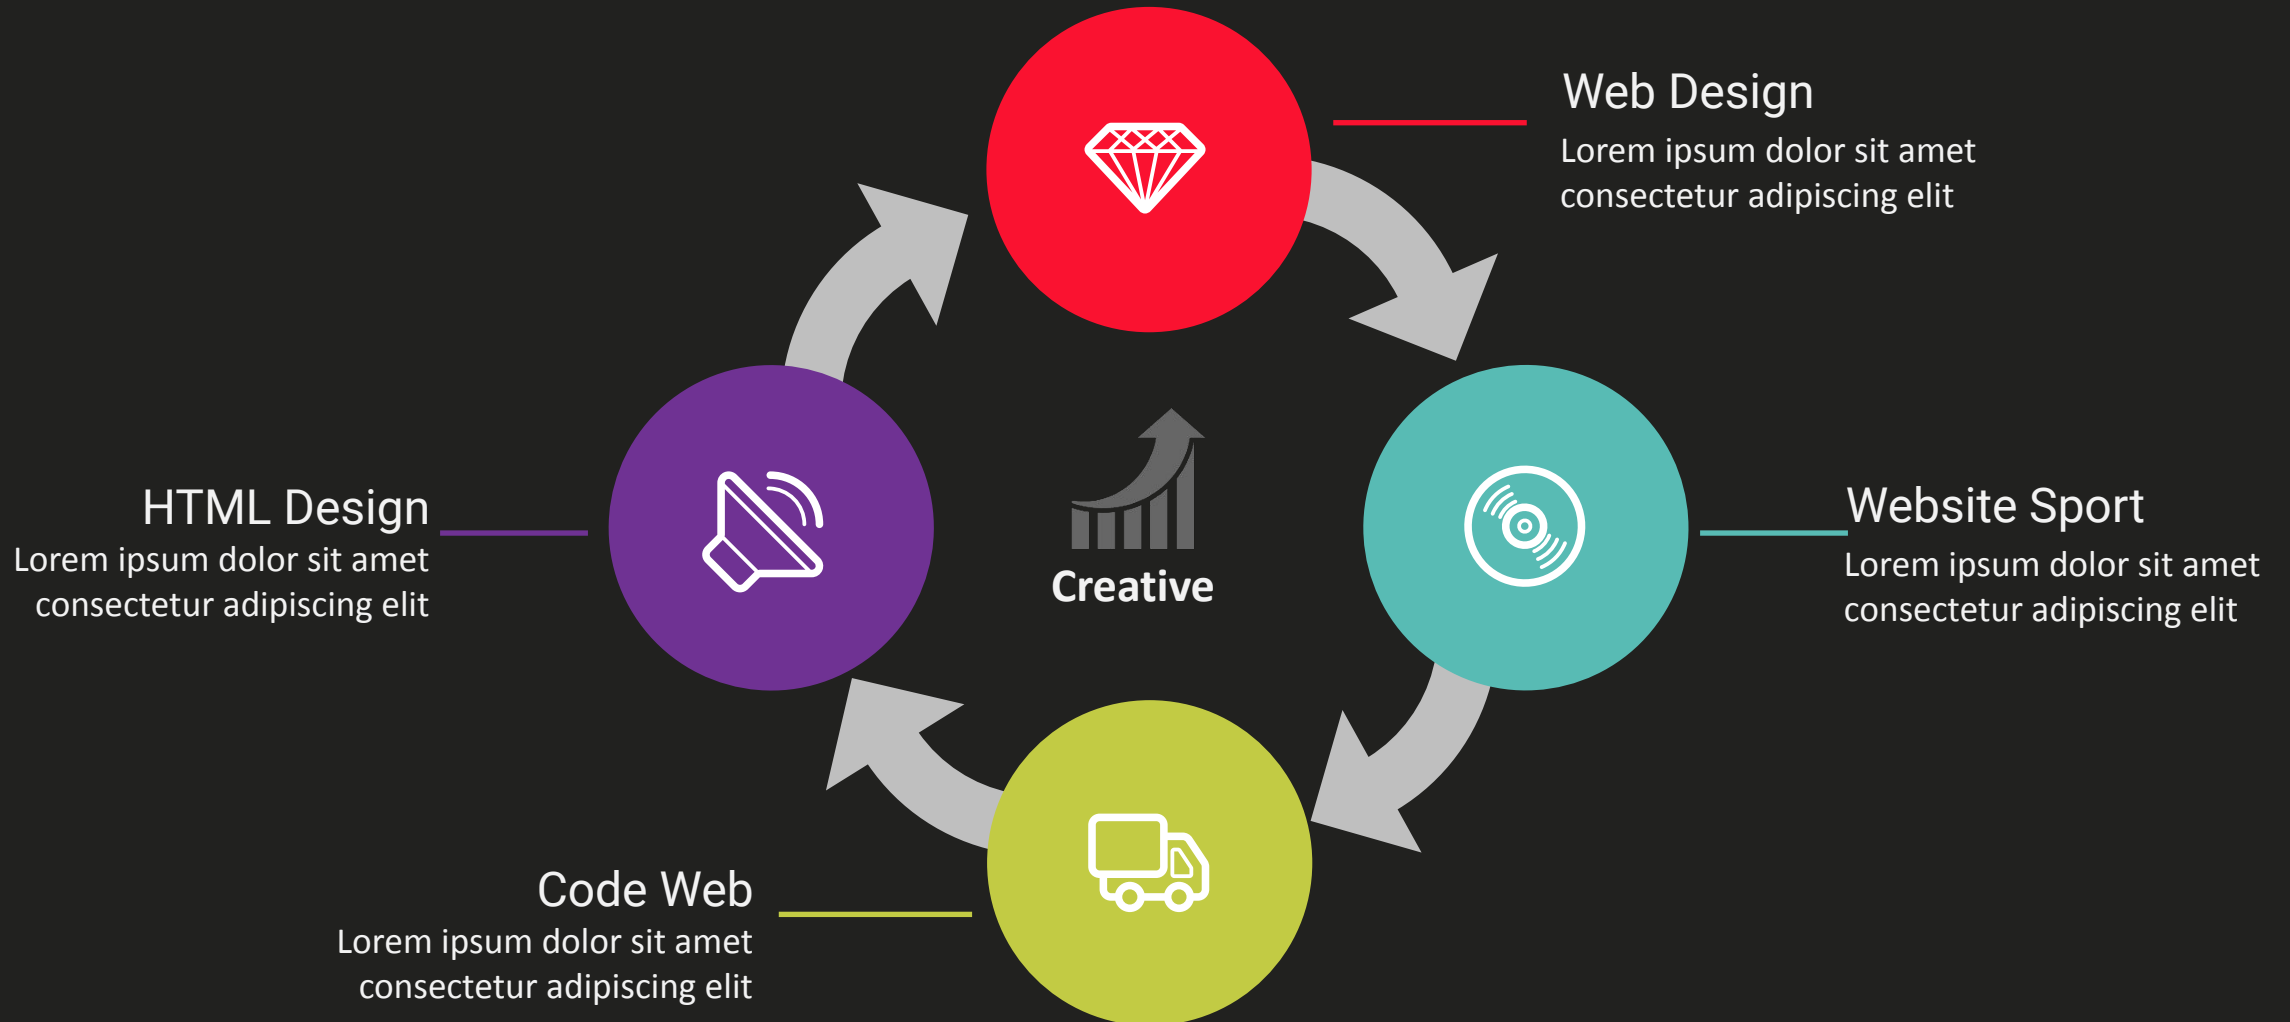 Web Design
Lorem ipsum dolor sit amet
consectetur adipiscing elit
Website Sport
Lorem ipsum dolor sit amet
consectetur adipiscing elit
Creative
HTML Design
Lorem ipsum dolor sit amet
consectetur adipiscing elit
Code Web
Lorem ipsum dolor sit amet
consectetur adipiscing elit